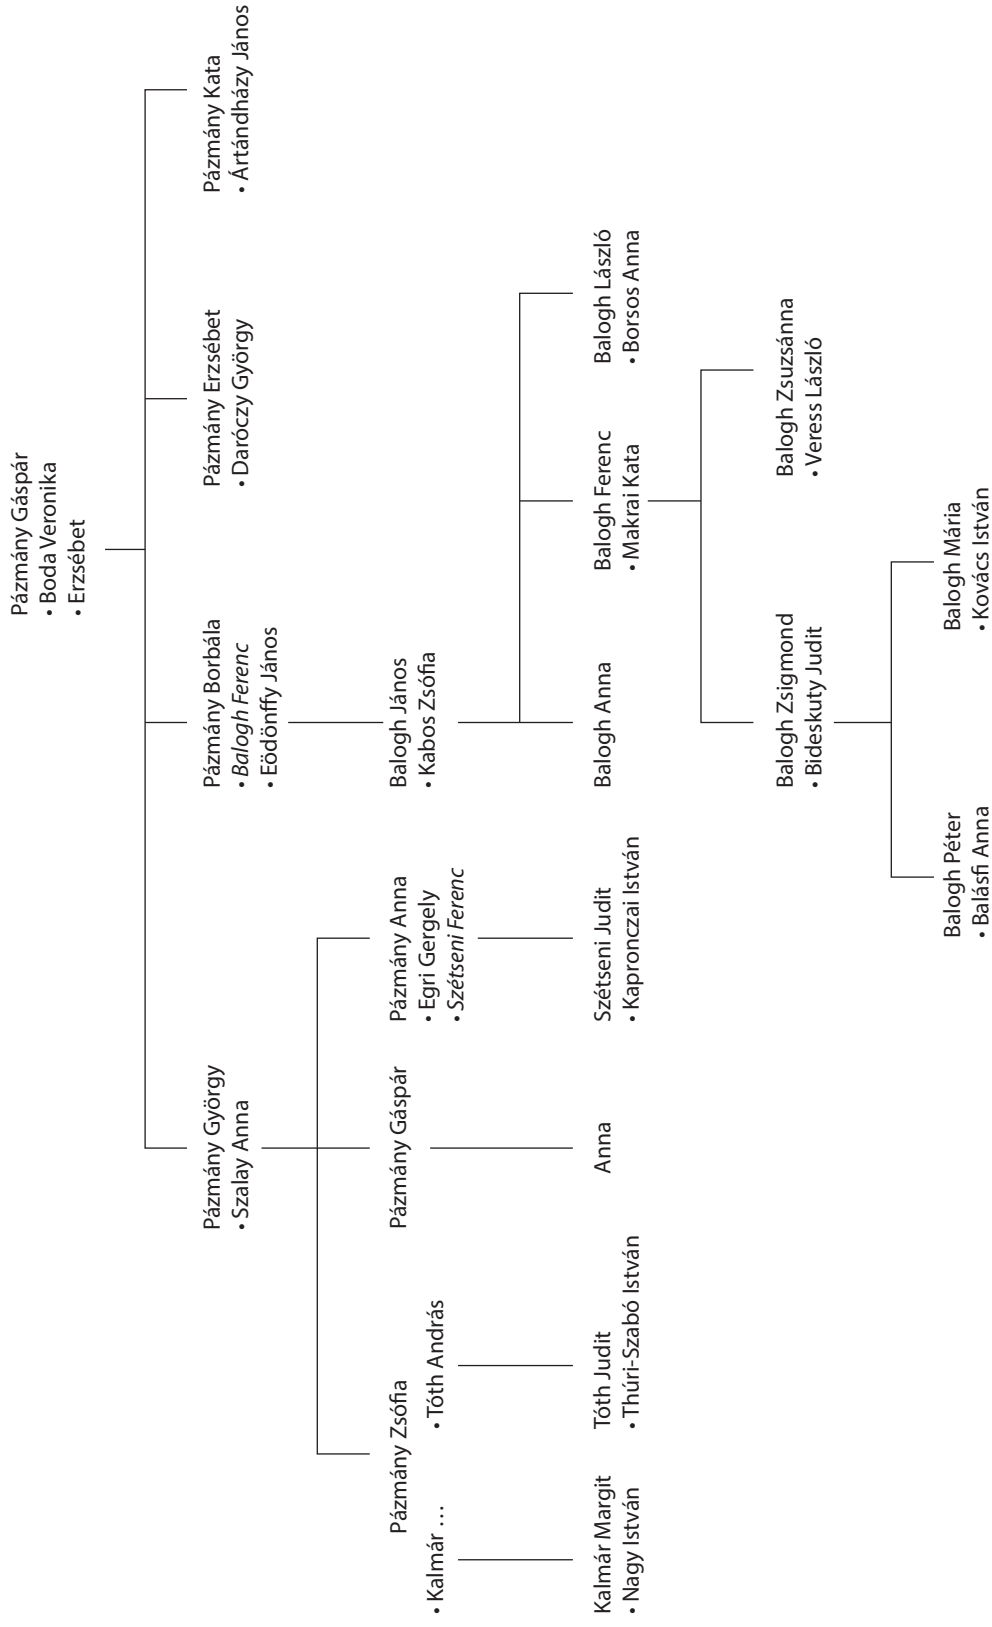 Pázmány Gáspár
• Boda Veronika
• Erzsébet
Pázmány György
• Szalay Anna
Pázmány Borbála
• Balogh Ferenc
• Eödönffy János
Pázmány Erzsébet
• Daróczy György
Pázmány Kata
• Ártándházy János
Pázmány Zsófia
• Kalmár …
• Tóth András
Pázmány Gáspár
Pázmány Anna
• Egri Gergely
• Szétseni Ferenc
Balogh János
• Kabos Zsófia
Kalmár Margit
• Nagy István
Tóth Judit
• Thúri-Szabó István
Anna
Szétseni Judit
• Kapronczai István
Balogh Anna
Balogh Ferenc
• Makrai Kata
Balogh László
• Borsos Anna
Balogh Zsigmond
• Bideskuty Judit
Balogh Zsuzsánna
• Veress László
Balogh Péter
• Balásfi Anna
Balogh Mária
• Kovács István